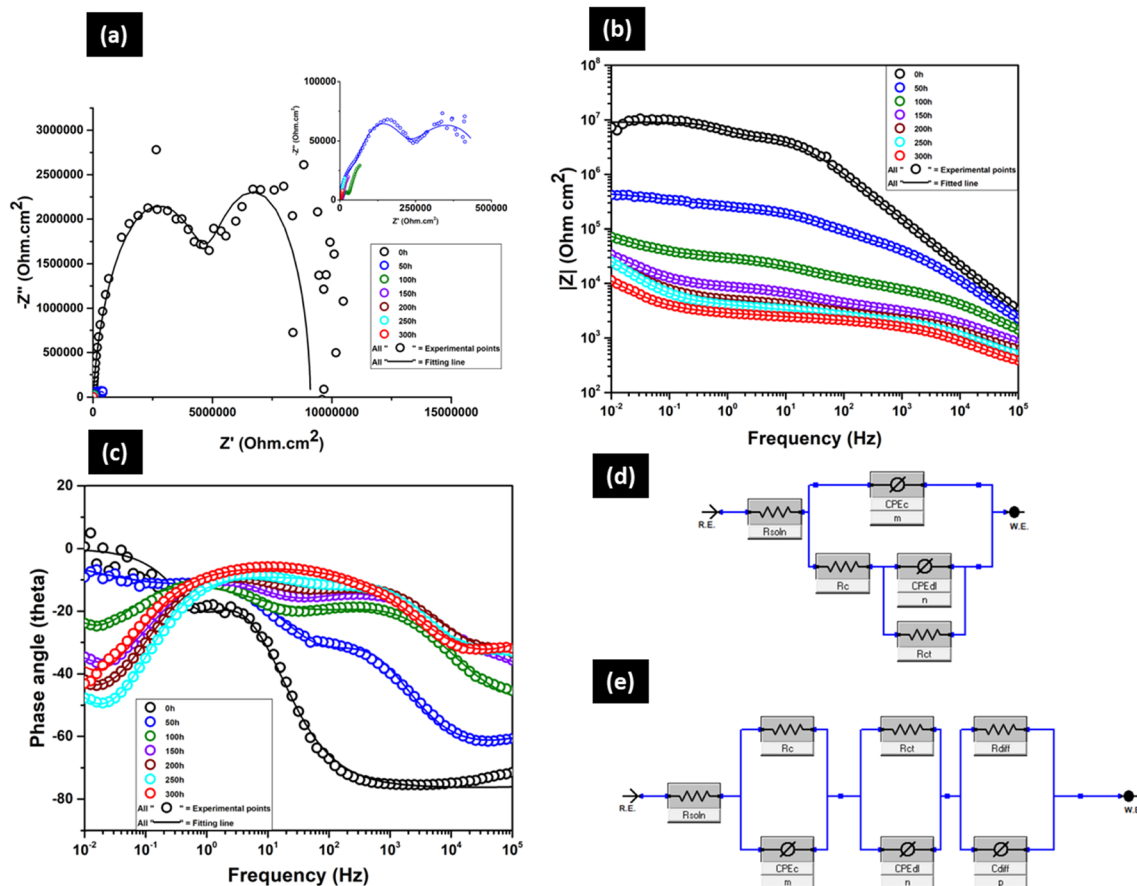 (a)
-Z'' (Ohm.cm2)
3000000
2500000
2000000
1500000
1000000
500000
0
0
5000000
10000000
15000000
Z' (Ohm.cm2)
-Z'' (Ohm.cm2)
100000
50000
0
0
250000
500000
Z' (Ohm.cm2)
0h
50h
100h
150h
200h
250h
300h
All " " = Experimental points
All " " = Fitting line
(b)
|Z| (Ohm cm2)
10^8
10^7
10^6
10^5
10^4
10^3
10^2
10^-2 10^-1 10^0 10^1 10^2 10^3 10^4 10^5
Frequency (Hz)
0h
50h
100h
150h
200h
250h
300h
All " " = Experimental points
All " " = Fitted line
(c)
Phase angle (theta)
20
0
-20
-40
-60
-80
10^-2 10^-1 10^0 10^1 10^2 10^3 10^4 10^5
Frequency (Hz)
0h
50h
100h
150h
200h
250h
300h
All " " = Experimental points
All " " = Fitting line
(d)
R.E.
Rsoln
CPEc
m
Rc
CPEdl
n
Rct
W.E.
(e)
R.E.
Rsoln
Rc
CPEc
m
Rct
CPEdl
n
Rdiff
Cdiff
p
W.E